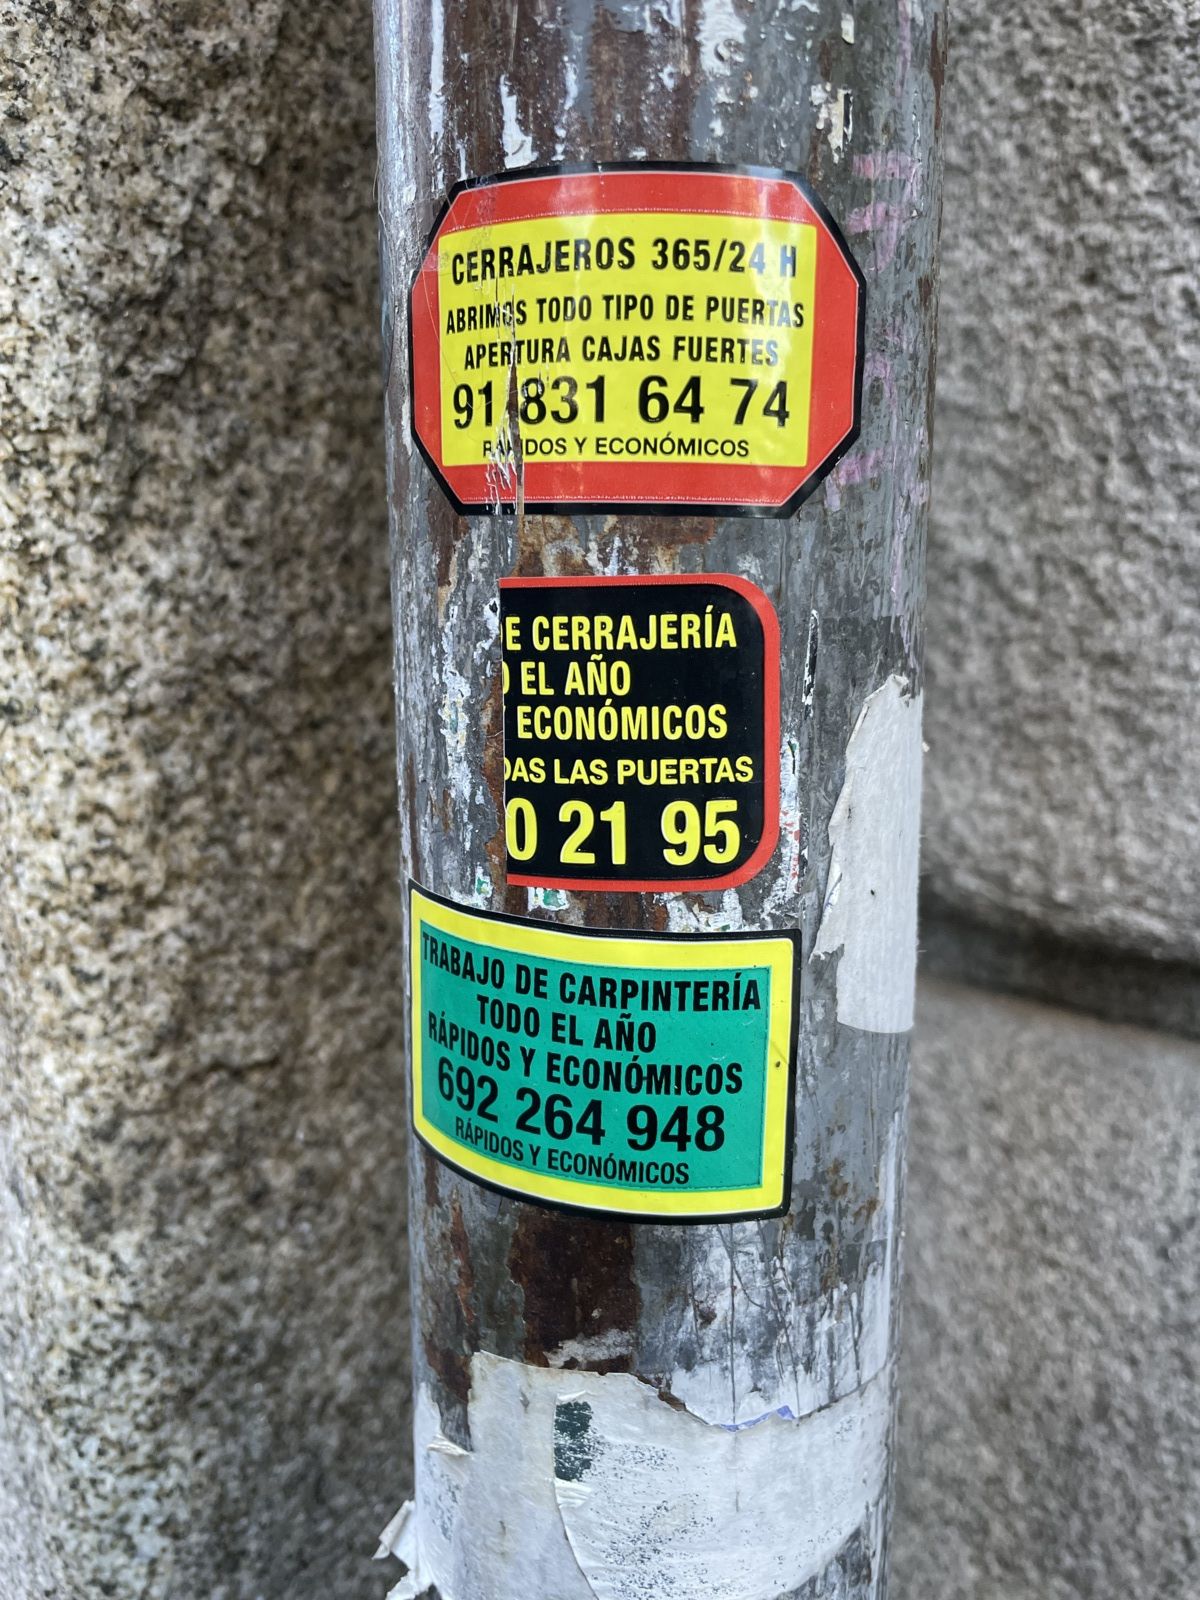 CERRAJEROS 365/24 H
ABRIMOS TODO TIPO DE PUERTAS
APERTURA CAJAS FUERTES
91 831 64 74
RÁPIDOS Y ECONÓMICOS
E CERRAJERÍA
O EL AÑO
Y ECONÓMICOS
DAS LAS PUERTAS
0 21 95
TRABAJO DE CARPINTERÍA
TODO EL AÑO
RÁPIDOS Y ECONÓMICOS
692 264 948
RÁPIDOS Y ECONÓMICOS